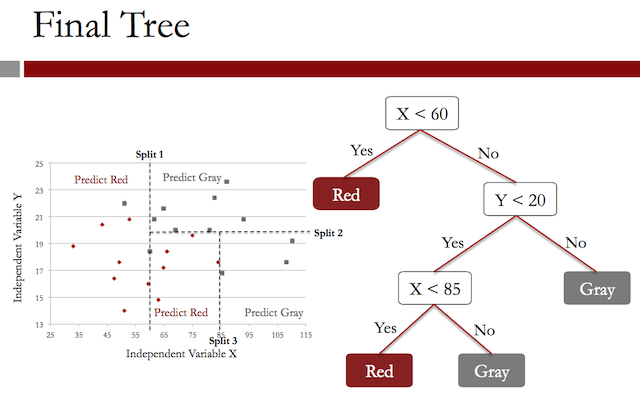 Final Tree
Split 1
25
23
21
19
17
15
13
Independent Variable Y
Predict Red
Predict Gray
Split 2
Predict Red
Predict Gray
25
35
45
55
65
75
85
95
105
115
Split 3
Independent Variable X
X < 60
Yes
No
Red
Y < 20
Yes
No
X < 85
Gray
Yes
No
Red
Gray